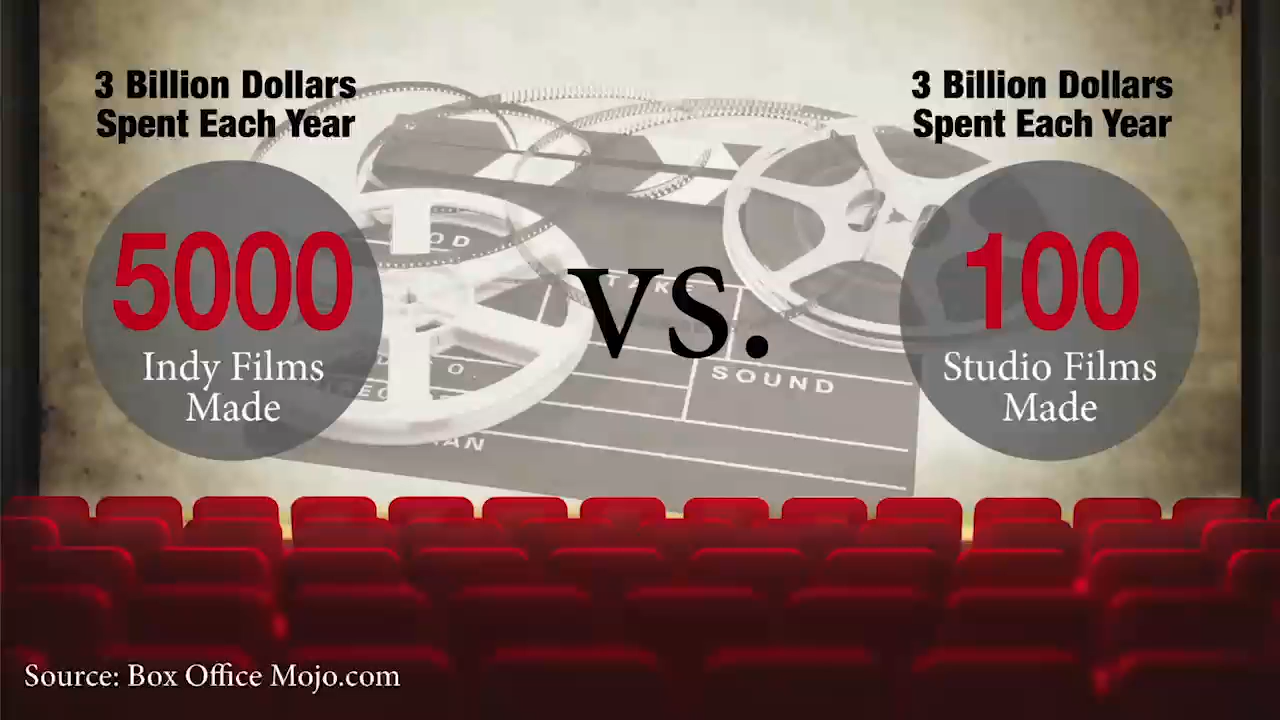 3 Billion Dollars
Spent Each Year
5000
Indy Films
Made
vs.
3 Billion Dollars
Spent Each Year
100
Studio Films
Made
TAKE
SOUND
Source: Box Office Mojo.com